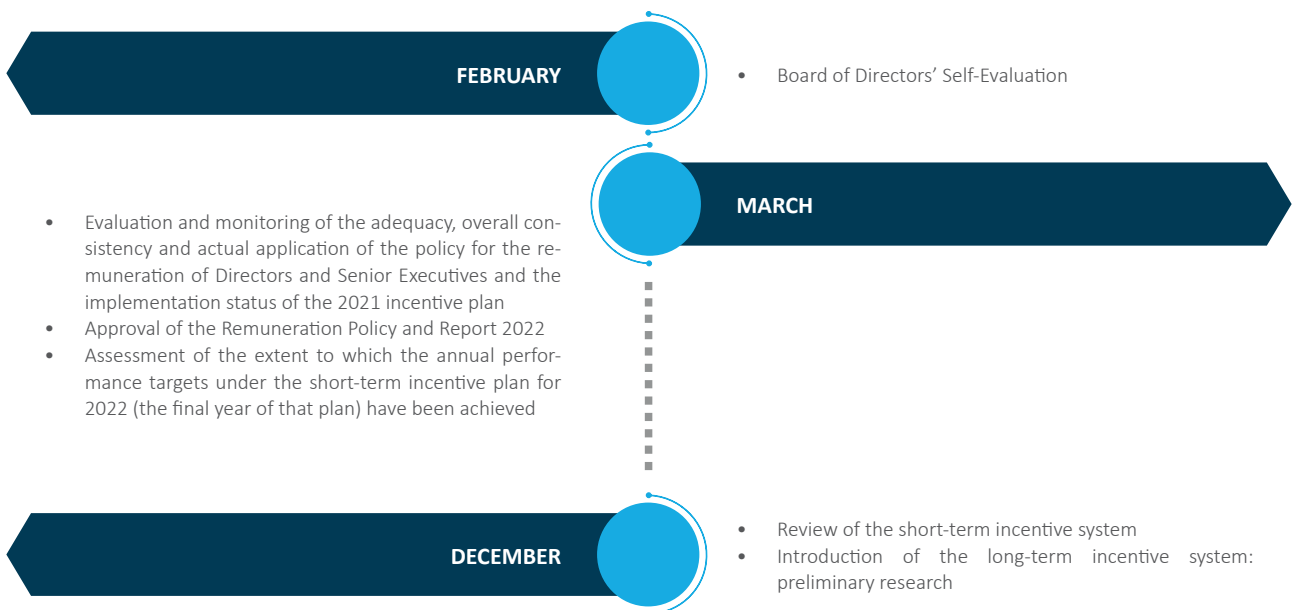 FEBRUARY
• Board of Directors' Self-Evaluation
MARCH
• Evaluation and monitoring of the adequacy, overall con-
sistency and actual application of the policy for the re-
muneration of Directors and Senior Executives and the
implementation status of the 2021 incentive plan
• Approval of the Remuneration Policy and Report 2022
• Assessment of the extent to which the annual perfor-
mance targets under the short-term incentive plan for
2022 (the final year of that plan) have been achieved
DECEMBER
• Review of the short-term incentive system
• Introduction of the long-term incentive system:
preliminary research